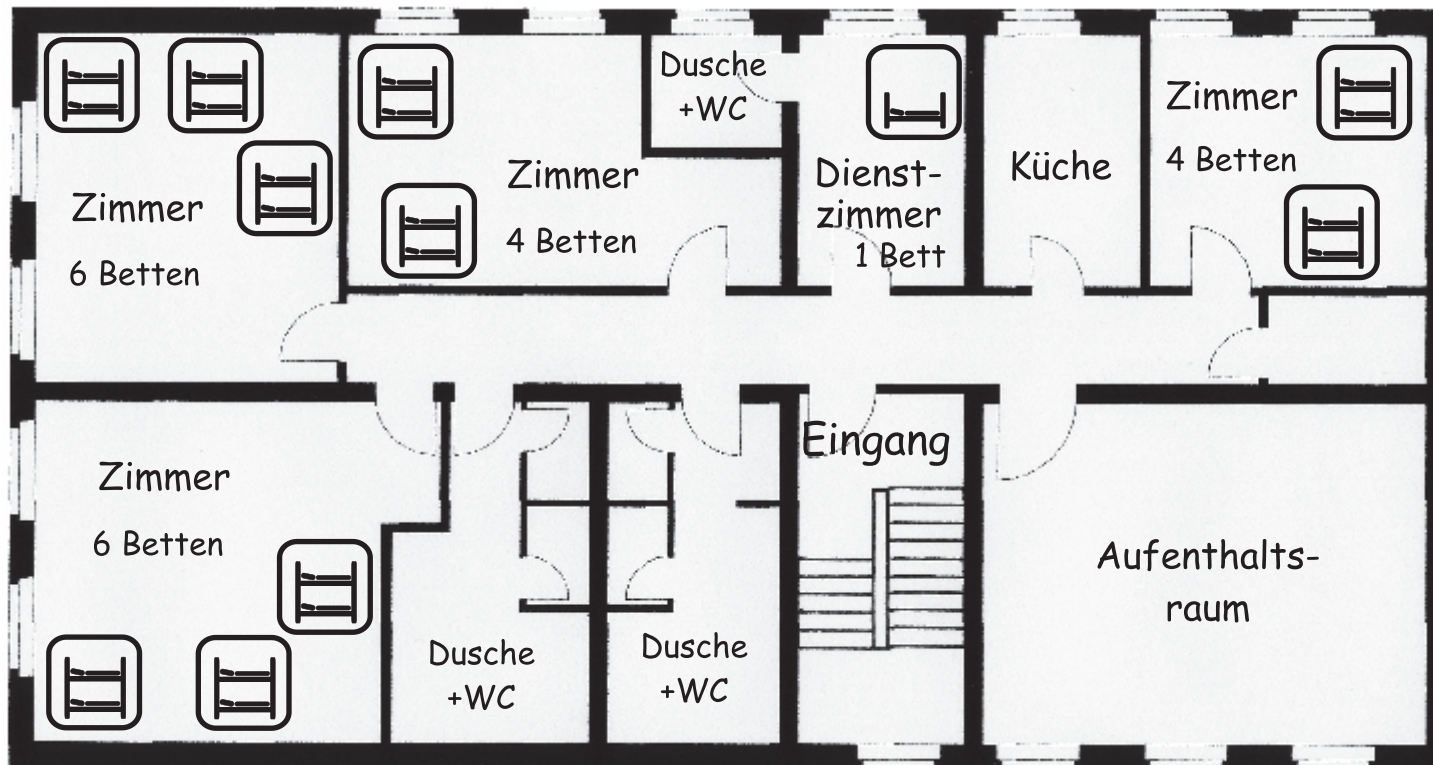 Zimmer
6 Betten
Zimmer
4 Betten
Dusche
+WC
Dienst-
zimmer
1 Bett
Küche
Zimmer
4 Betten
Zimmer
6 Betten
Dusche
+WC
Dusche
+WC
Eingang
Aufenthalts-
raum